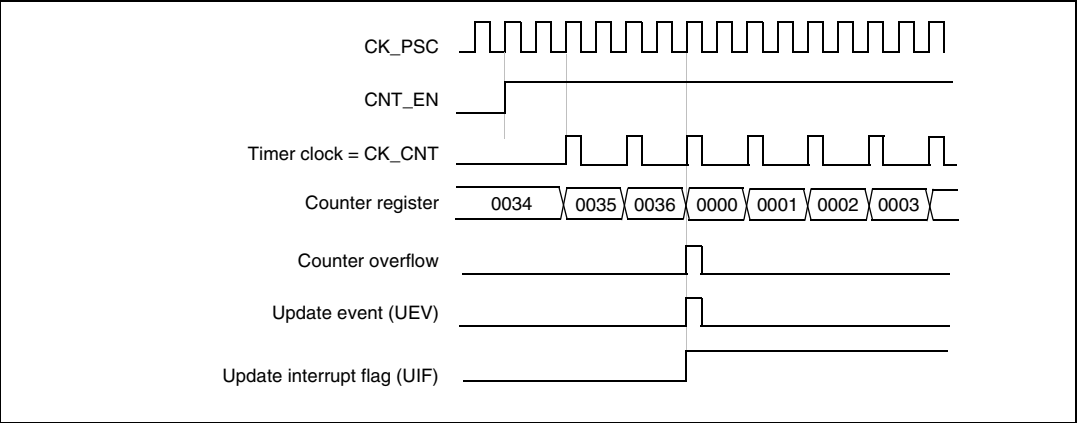 CK_PSC
CNT_EN
Timer clock = CK_CNT
Counter register 0034 0035 0036 0000 0001 0002 0003
Counter overflow
Update event (UEV)
Update interrupt flag (UIF)